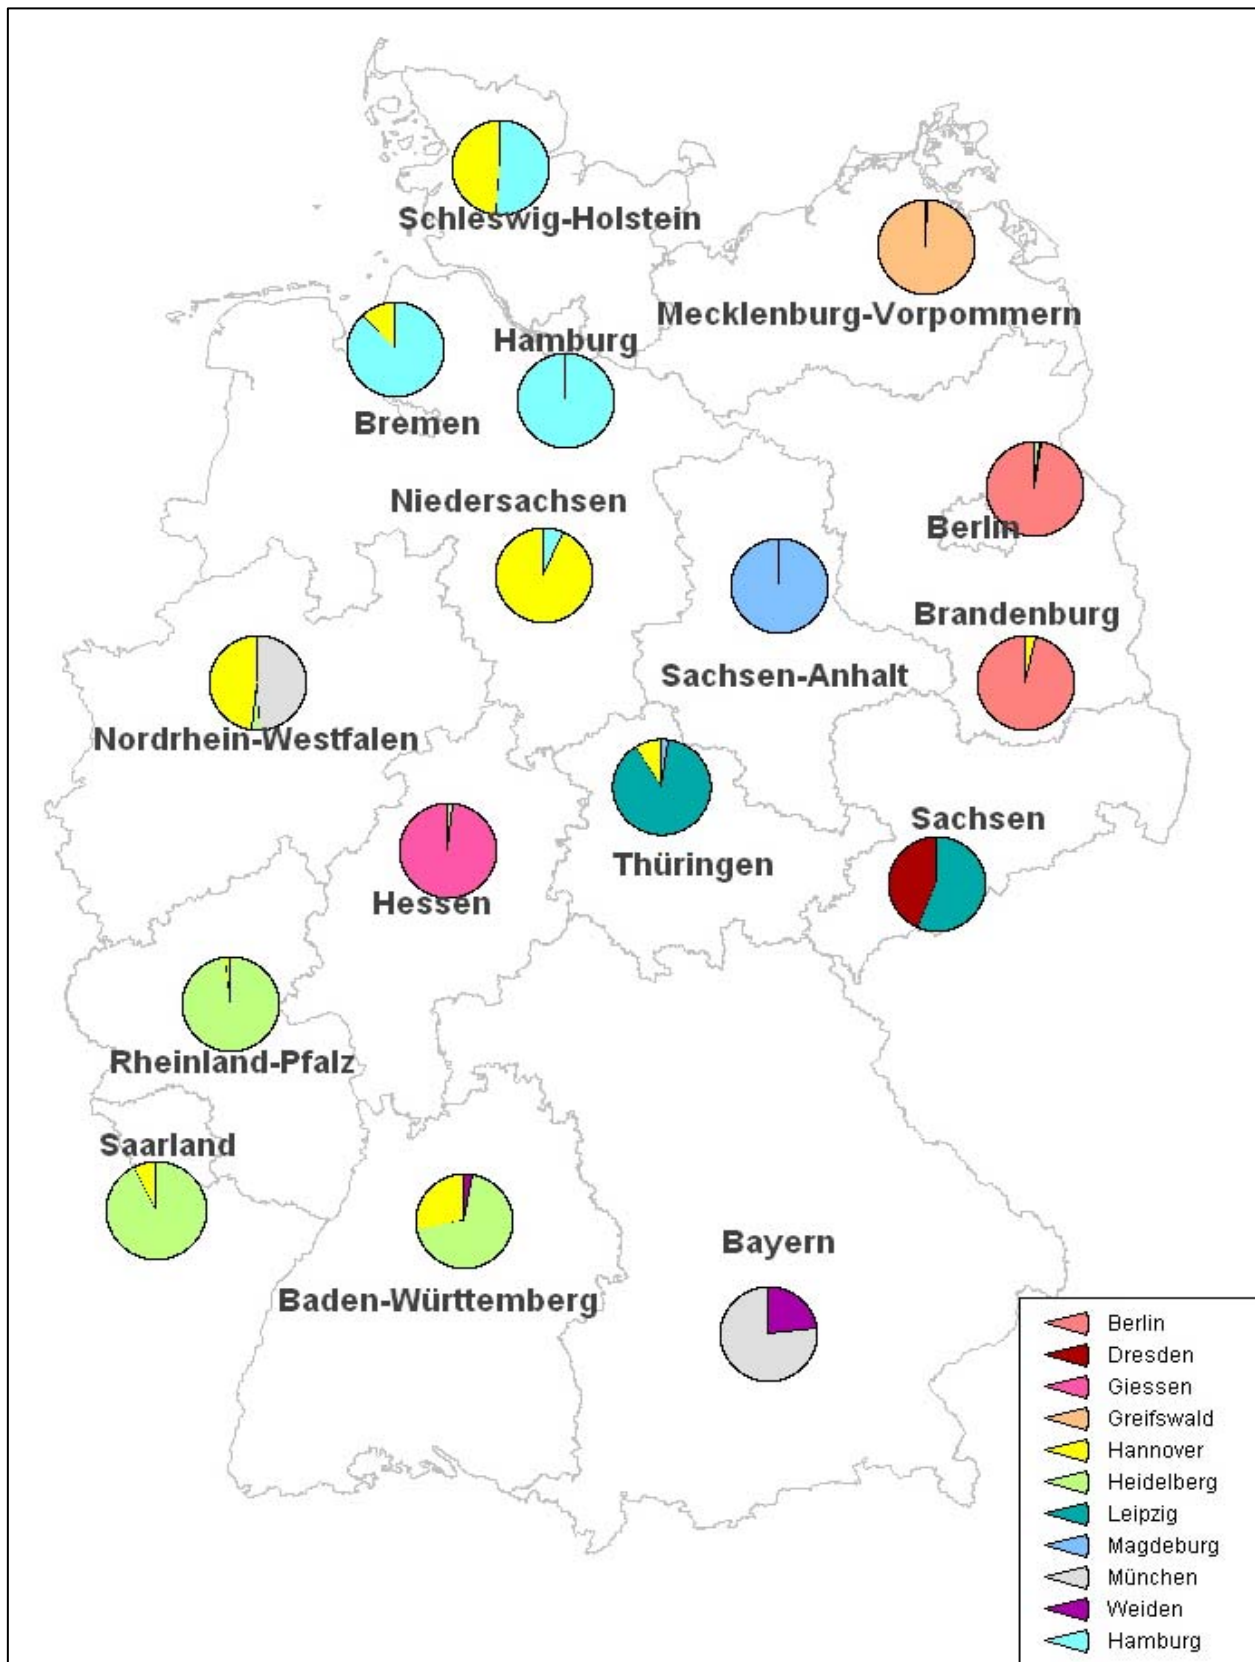 Schleswig-Holstein
Mecklenburg-Vorpommern
Hamburg
Bremen
Niedersachsen
Berlin
Brandenburg
Sachsen-Anhalt
Nordrhein-Westfalen
Sachsen
Thüringen
Hessen
Rheinland-Pfalz
Saarland
Bayern
Baden-Württemberg
Berlin
Dresden
Giessen
Greifswald
Hannover
Heidelberg
Leipzig
Magdeburg
München
Weiden
Hamburg